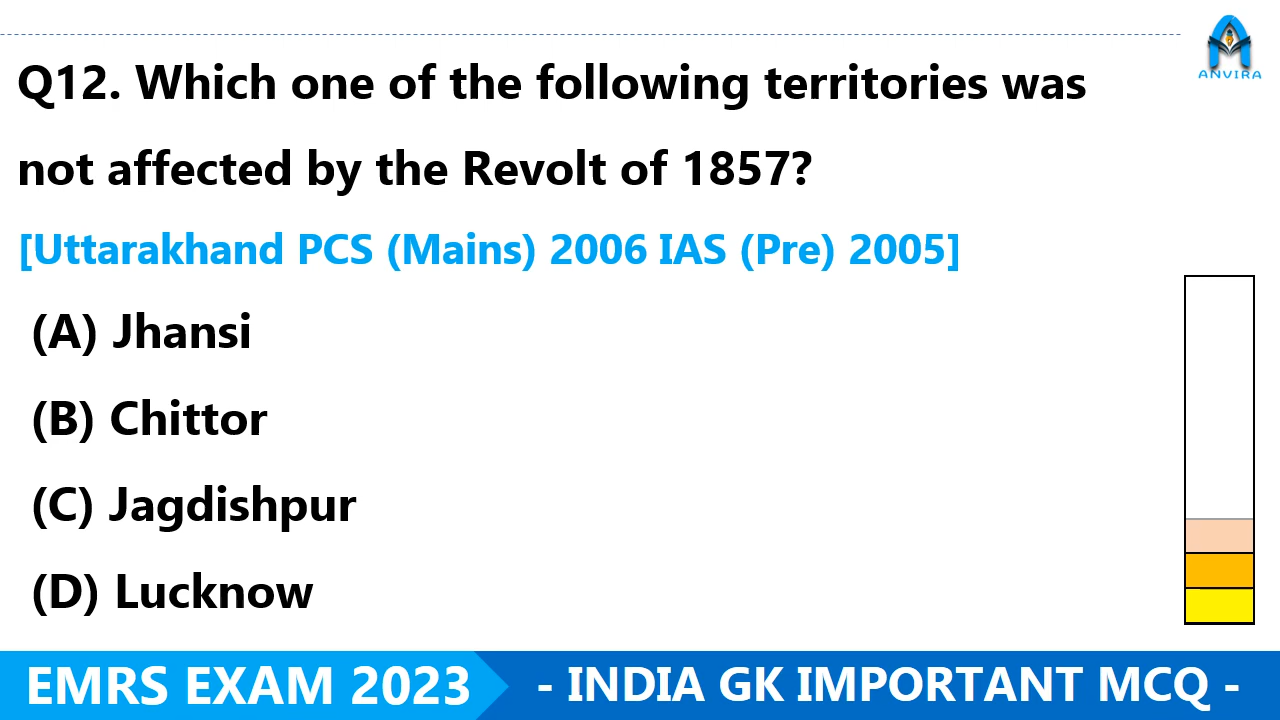 ANVIRA
Q12. Which one of the following territories was
not affected by the Revolt of 1857?
[Uttarakhand PCS (Mains) 2006 IAS (Pre) 2005]
(A) Jhansi
(B) Chittor
(C) Jagdishpur
(D) Lucknow
EMRS EXAM 2023
- INDIA GK IMPORTANT MCQ -